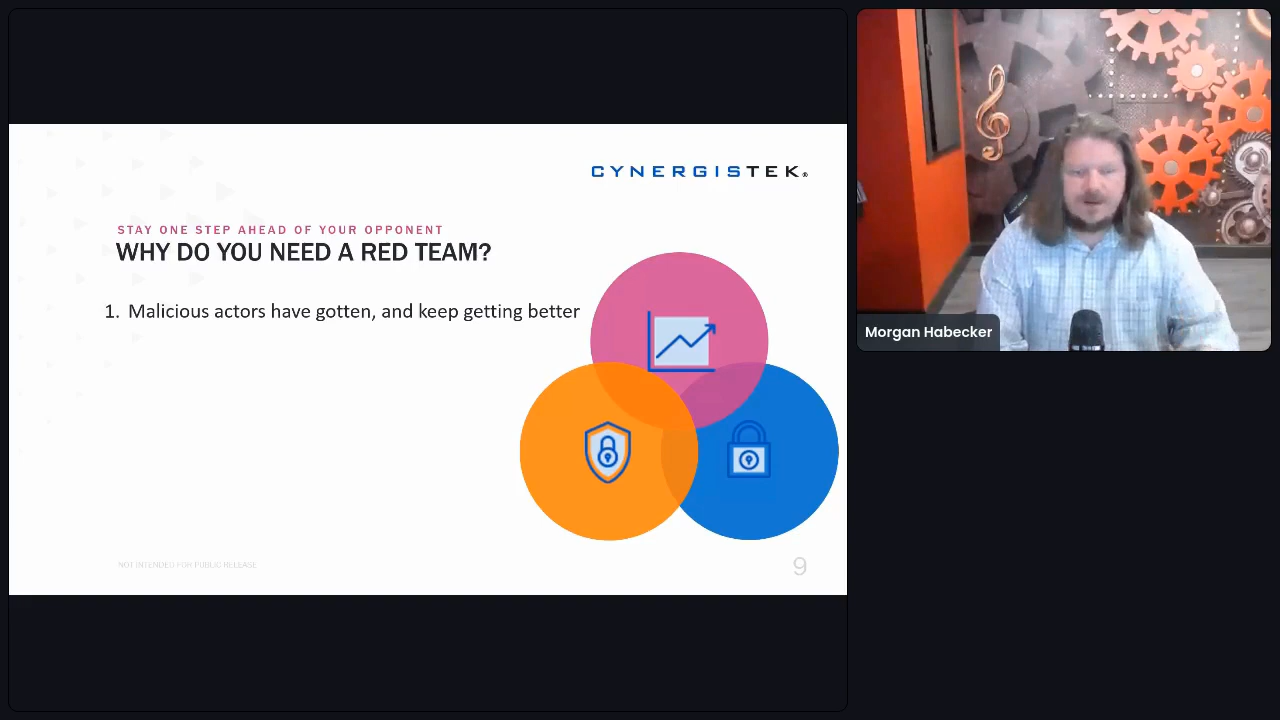 CYNERGISTEK®
STAY ONE STEP AHEAD OF YOUR OPPONENT
WHY DO YOU NEED A RED TEAM?
1. Malicious actors have gotten, and keep getting better
NOT INTENDED FOR PUBLIC RELEASE
9
Morgan Habecker